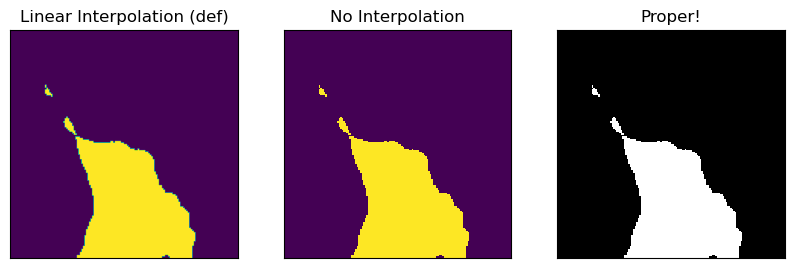 Linear Interpolation (def)
No Interpolation
Proper!